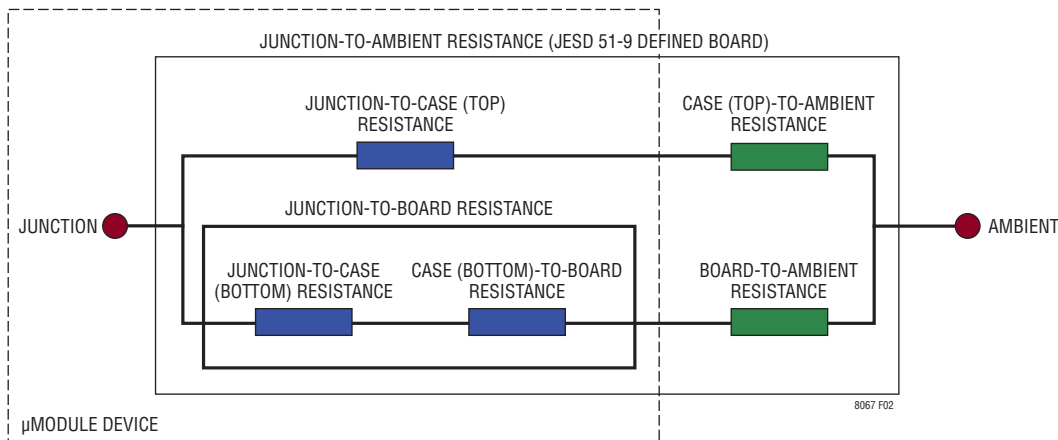 JUNCTION-TO-AMBIENT RESISTANCE (JESD 51-9 DEFINED BOARD)
JUNCTION-TO-CASE (TOP)
RESISTANCE
CASE (TOP)-TO-AMBIENT
RESISTANCE
JUNCTION
JUNCTION-TO-BOARD RESISTANCE
AMBIENT
JUNCTION-TO-CASE
(BOTTOM) RESISTANCE
CASE (BOTTOM)-TO-BOARD
RESISTANCE
BOARD-TO-AMBIENT
RESISTANCE
8067 F02
µMODULE DEVICE